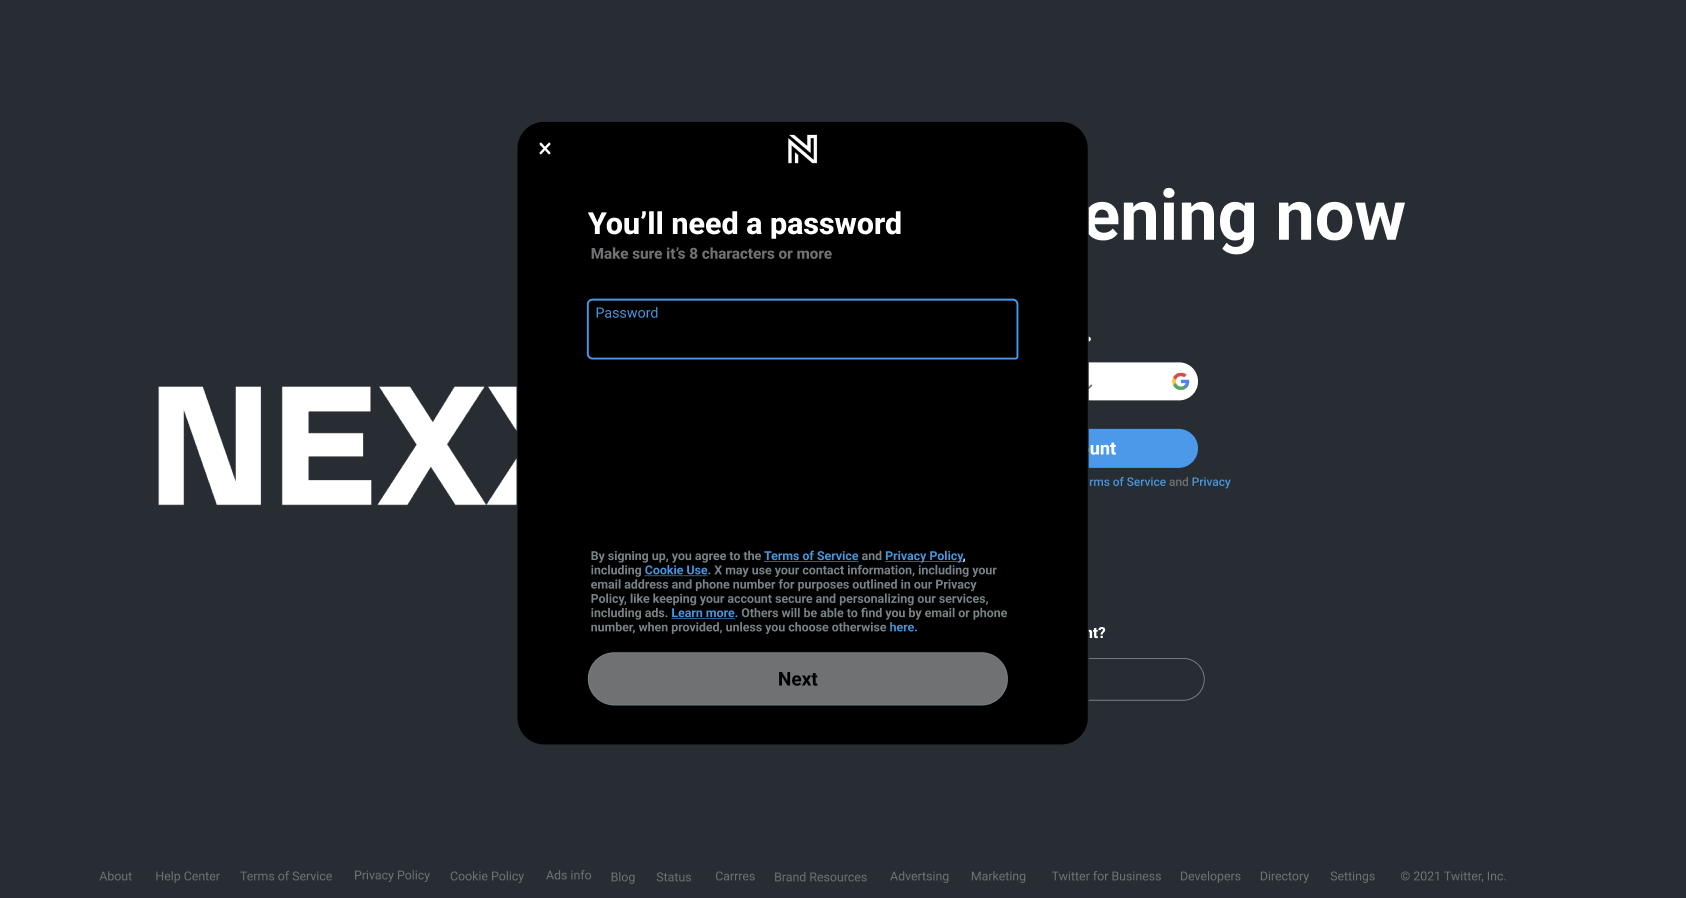 You'll need a password
Make sure it's 8 characters or more
ening now
Password
NEX
unt
rms of Service and Privacy
By signing up, you agree to the Terms of Service and Privacy Policy,
including Cookie Use. X may use your contact information, including your
email address and phone number for purposes outlined in our Privacy
Policy, like keeping your account secure and personalizing our services,
including ads. Learn more. Others will be able to find you by email or phone
number, when provided, unless you choose otherwise here.
nt?
Next
About Help Center Terms of Service Privacy Policy Cookie Policy Ads info Blog Status Carrres Brand Resources Advertsing Marketing Twitter for Business Developers Directory Settings © 2021 Twitter, Inc.